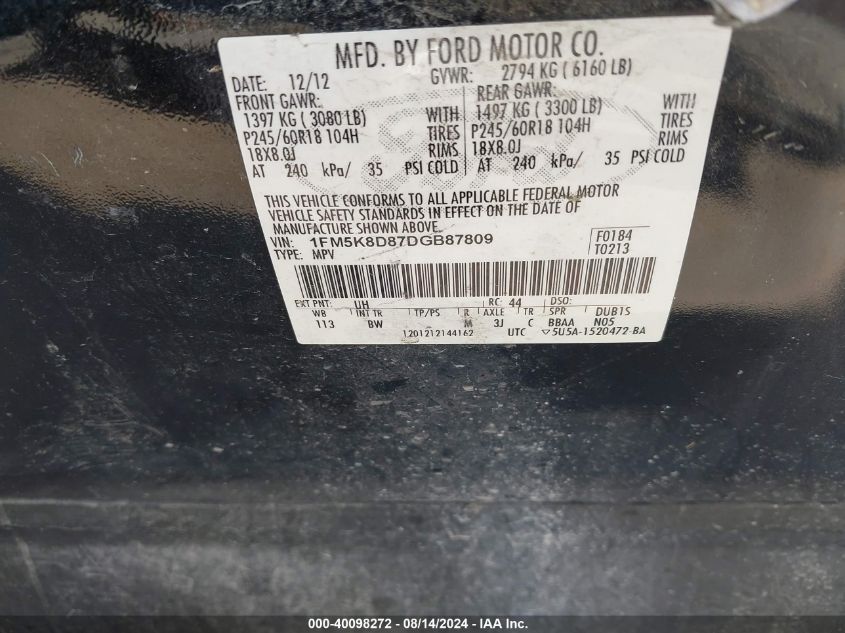 MFD. BY FORD MOTOR CO.
DATE: 12/12 GVWR: 2794 KG ( 6160 LB)
FRONT GAWR: REAR GAWR:
1397 KG ( 3080 LB) WITH 1497 KG ( 3300 LB) WITH
P245/60R18 104H TIRES P245/60R18 104H TIRES
18X8.0J RIMS 18X8.0J RIMS
AT 240 kPa/ 35 PSI COLD AT 240 kPa/ 35 PSI COLD
THIS VEHICLE CONFORMS TO ALL APPLICABLE FEDERAL MOTOR
VEHICLE SAFETY STANDARDS IN EFFECT ON THE DATE OF
MANUFACTURE SHOWN ABOVE.
VIN: 1FM5K8D87DGB87809 F0184
TYPE: MPV T0213
EXT PNT: UH RC: 44 DSO:
WB INT TR TP/PS R AXLE TR SPR DUB1S
113 BW M 3J C BBAA N05
1201212144162 UTC ▽5U5A-1520472-BA
000-40098272 - 08/14/2024 - IAA Inc.